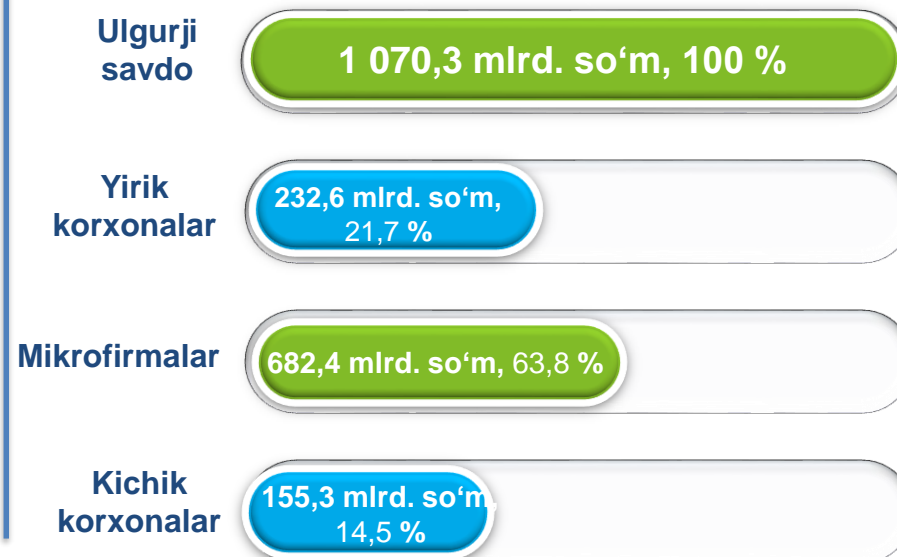 Ulgurji
savdo
1 070,3 mlrd. so‘m, 100 %
Yirik
korxonalar
232,6 mlrd. so‘m,
21,7 %
Mikrofirmalar
682,4 mlrd. so‘m, 63,8 %
Kichik
korxonalar
155,3 mlrd. so‘m,
14,5 %